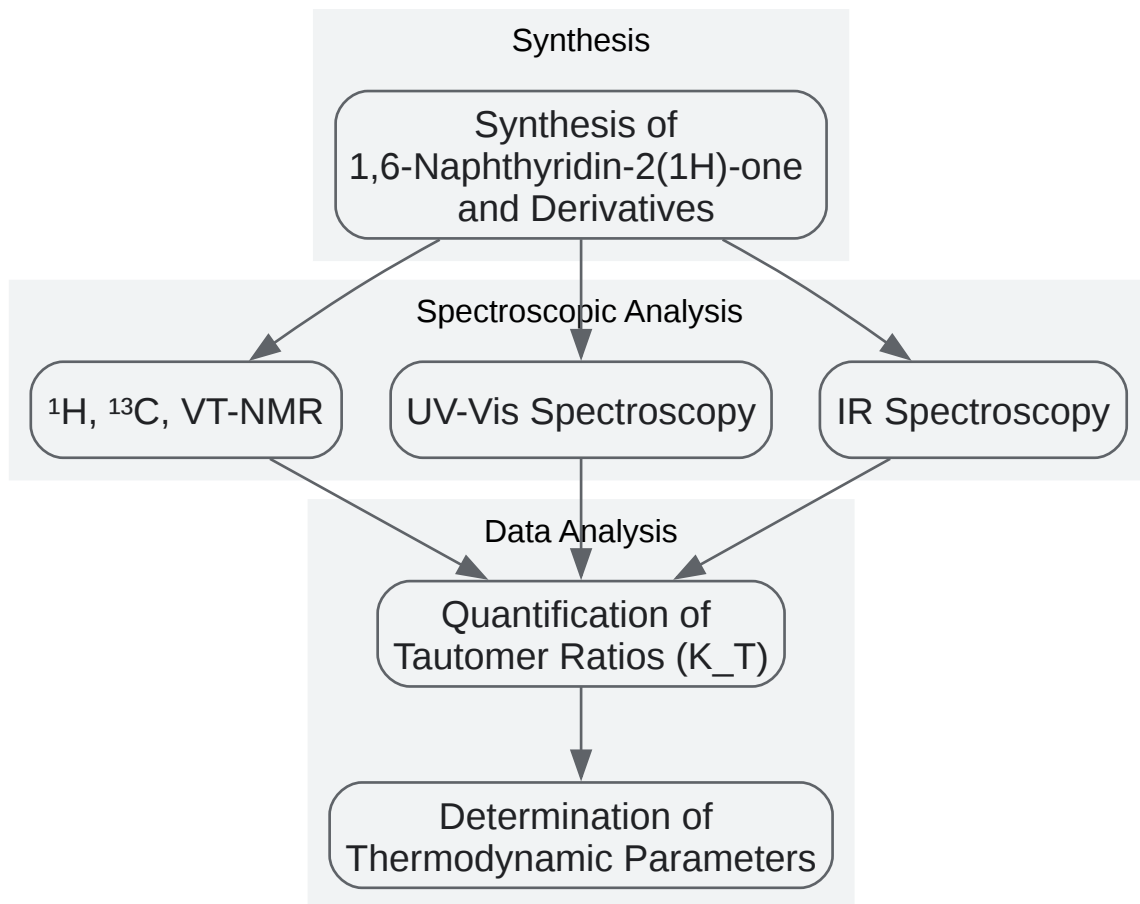 Synthesis
Synthesis of
1,6-Naphthyridin-2(1H)-one
and Derivatives
Spectroscopic Analysis
¹H, ¹³C, VT-NMR
UV-Vis Spectroscopy
IR Spectroscopy
Data Analysis
Quantification of
Tautomer Ratios (K_T)
Determination of
Thermodynamic Parameters